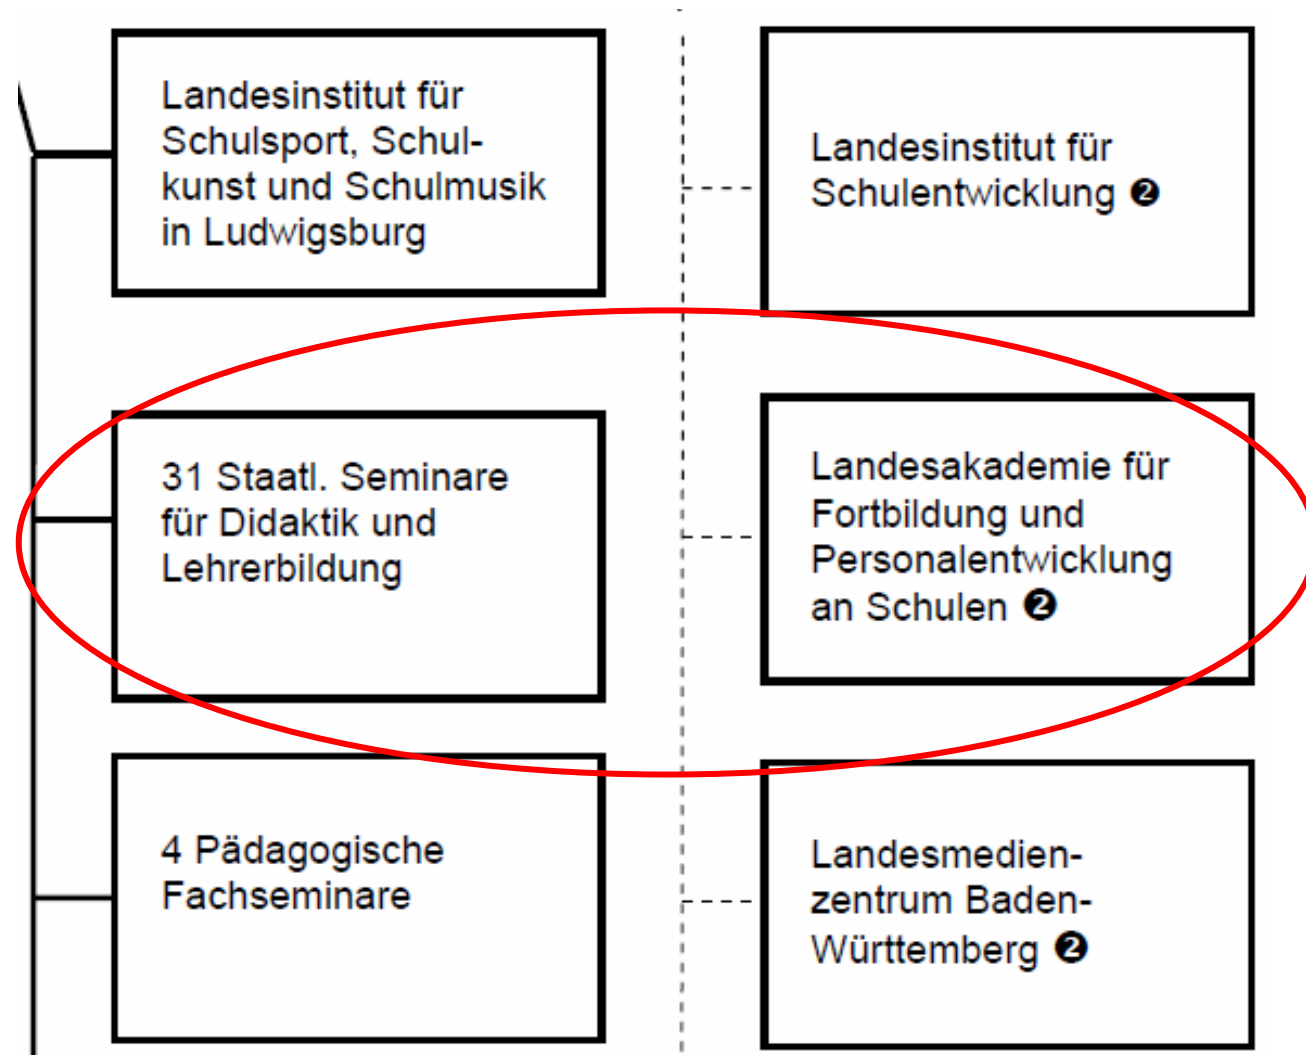 Landesinstitut für
Schulsport, Schul-
kunst und Schulmusik
in Ludwigsburg
Landesinstitut für
Schulentwicklung ❷
31 Staatl. Seminare
für Didaktik und
Lehrerbildung
Landesakademie für
Fortbildung und
Personalentwicklung
an Schulen ❷
4 Pädagogische
Fachseminare
Landesmedien-
zentrum Baden-
Württemberg ❷